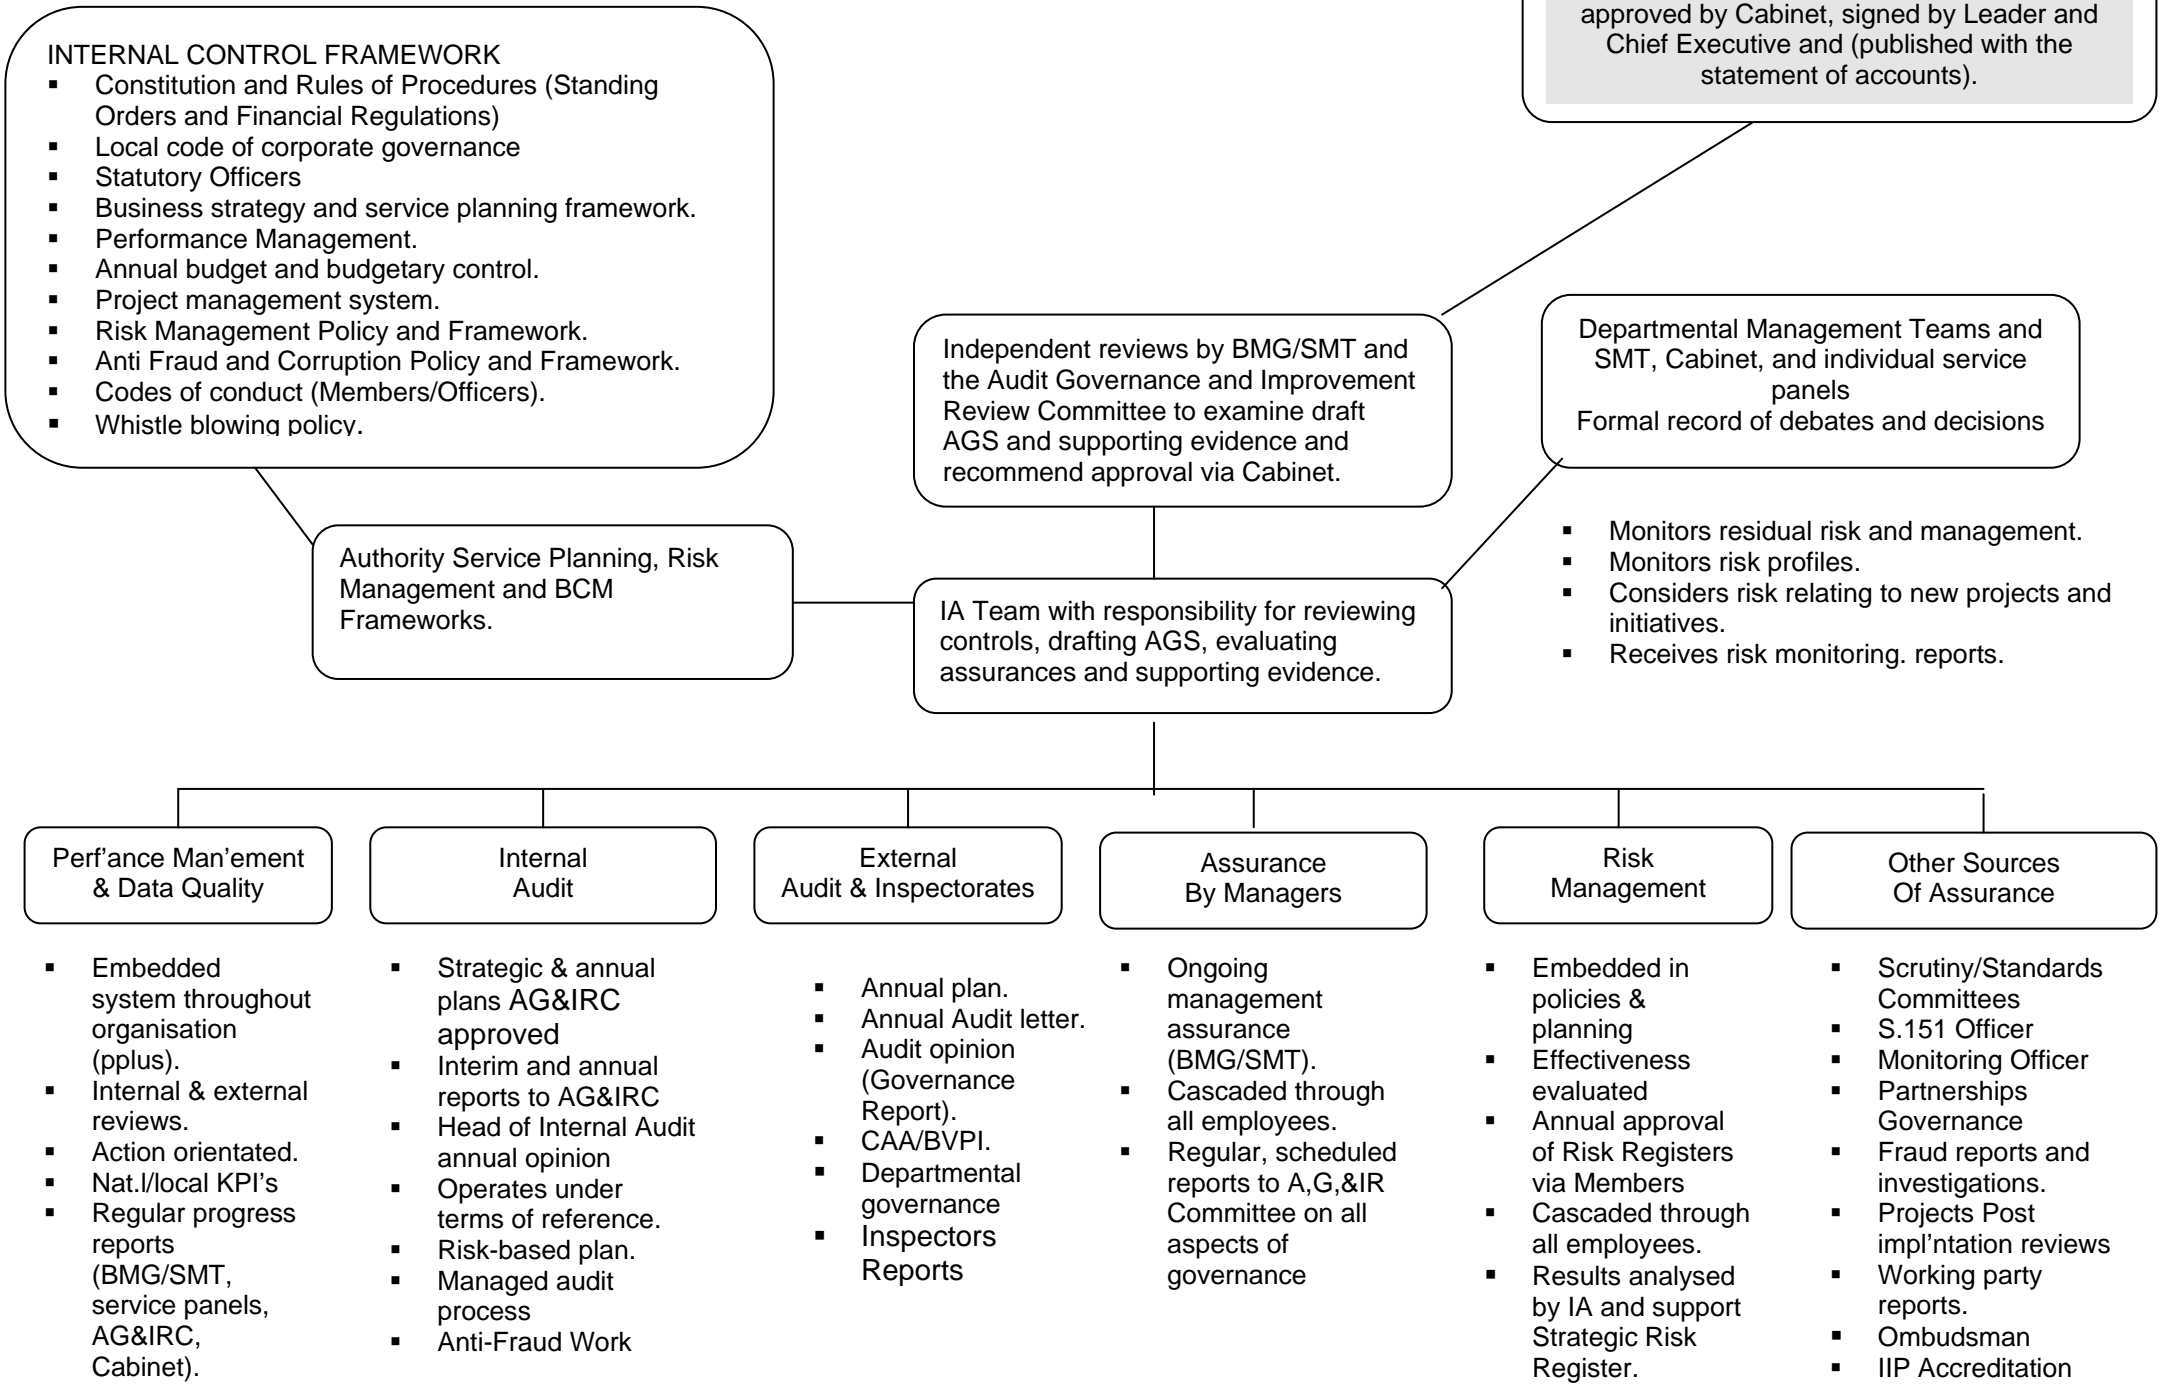 approved by Cabinet, signed by Leader and
Chief Executive and (published with the
statement of accounts).
INTERNAL CONTROL FRAMEWORK
▪ Constitution and Rules of Procedures (Standing
Orders and Financial Regulations)
▪ Local code of corporate governance
▪ Statutory Officers
▪ Business strategy and service planning framework.
▪ Performance Management.
▪ Annual budget and budgetary control.
▪ Project management system.
▪ Risk Management Policy and Framework.
▪ Anti Fraud and Corruption Policy and Framework.
▪ Codes of conduct (Members/Officers).
▪ Whistle blowing policy.
Independent reviews by BMG/SMT and
the Audit Governance and Improvement
Review Committee to examine draft
AGS and supporting evidence and
recommend approval via Cabinet.
Departmental Management Teams and
SMT, Cabinet, and individual service
panels
Formal record of debates and decisions
▪ Monitors residual risk and management.
▪ Monitors risk profiles.
▪ Considers risk relating to new projects and
initiatives.
▪ Receives risk monitoring. reports.
Authority Service Planning, Risk
Management and BCM
Frameworks.
IA Team with responsibility for reviewing
controls, drafting AGS, evaluating
assurances and supporting evidence.
Perf'ance Man'ement
& Data Quality
▪ Embedded
system throughout
organisation
(pplus).
▪ Internal & external
reviews.
▪ Action orientated.
▪ Nat.l/local KPI's
▪ Regular progress
reports
(BMG/SMT,
service panels,
AG&IRC,
Cabinet).
Internal
Audit
▪ Strategic & annual
plans AG&IRC
approved
▪ Interim and annual
reports to AG&IRC
▪ Head of Internal Audit
annual opinion
▪ Operates under
terms of reference.
▪ Risk-based plan.
▪ Managed audit
process
▪ Anti-Fraud Work
External
Audit & Inspectorates
▪ Annual plan.
▪ Annual Audit letter.
▪ Audit opinion
(Governance
Report).
▪ CAA/BVPI.
▪ Departmental
governance
▪ Inspectors
Reports
Assurance
By Managers
▪ Ongoing
management
assurance
(BMG/SMT).
▪ Cascaded through
all employees.
▪ Regular, scheduled
reports to A,G,&IR
Committee on all
aspects of
governance
Risk
Management
▪ Embedded in
policies &
planning
▪ Effectiveness
evaluated
▪ Annual approval
of Risk Registers
via Members
▪ Cascaded through
all employees.
▪ Results analysed
by IA and support
Strategic Risk
Register.
Other Sources
Of Assurance
▪ Scrutiny/Standards
Committees
▪ S.151 Officer
▪ Monitoring Officer
▪ Partnerships
Governance
▪ Fraud reports and
investigations.
▪ Projects Post
impl'ntation reviews
▪ Working party
reports.
▪ Ombudsman
▪ IIP Accreditation